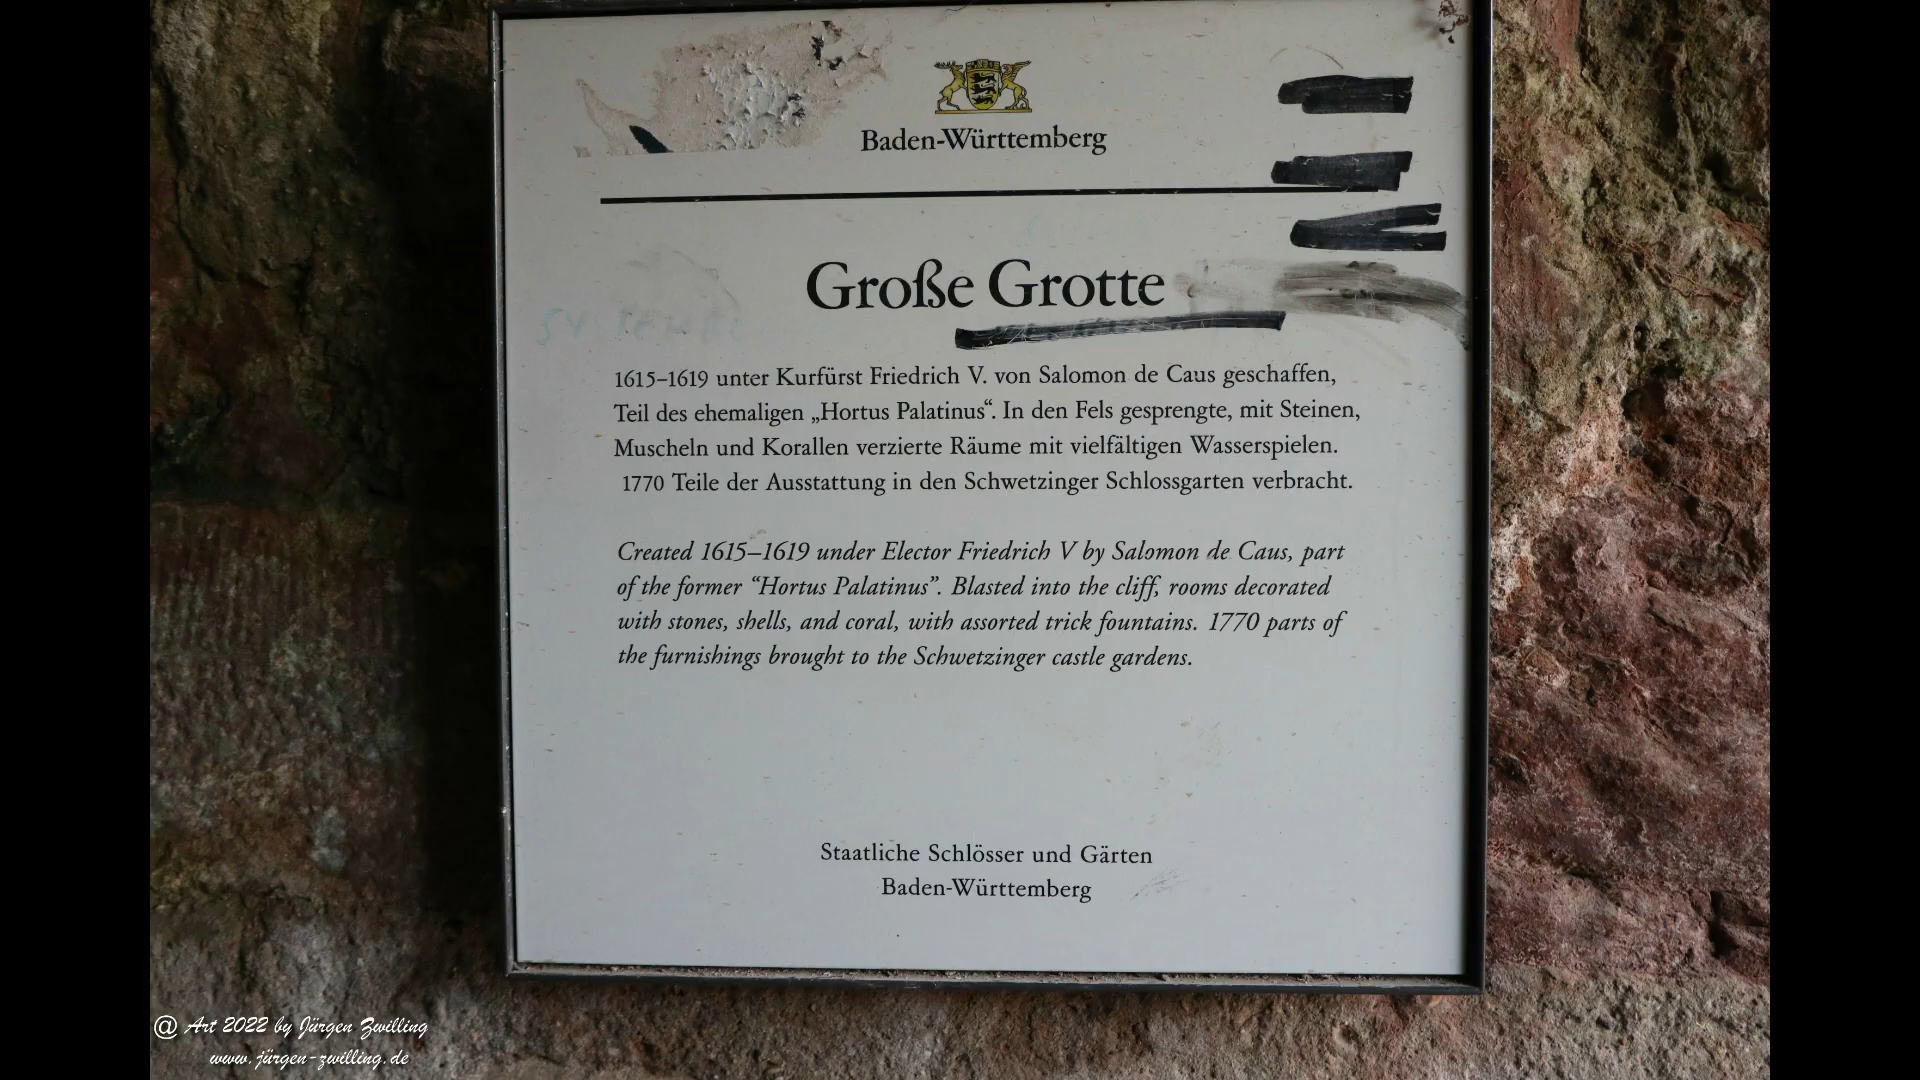 Baden-Württemberg
Große Grotte
1615–1619 unter Kurfürst Friedrich V. von Salomon de Caus geschaffen,
Teil des ehemaligen „Hortus Palatinus“. In den Fels gesprengte, mit Steinen,
Muscheln und Korallen verzierte Räume mit vielfältigen Wasserspielen.
1770 Teile der Ausstattung in den Schwetzinger Schlossgarten verbracht.
Created 1615–1619 under Elector Friedrich V by Salomon de Caus, part
of the former “Hortus Palatinus”. Blasted into the cliff, rooms decorated
with stones, shells, and coral, with assorted trick fountains. 1770 parts of
the furnishings brought to the Schwetzinger castle gardens.
Staatliche Schlösser und Gärten
Baden-Württemberg
@ Art 2022 by Jürgen Zwilling
www.jürgen-zwilling.de